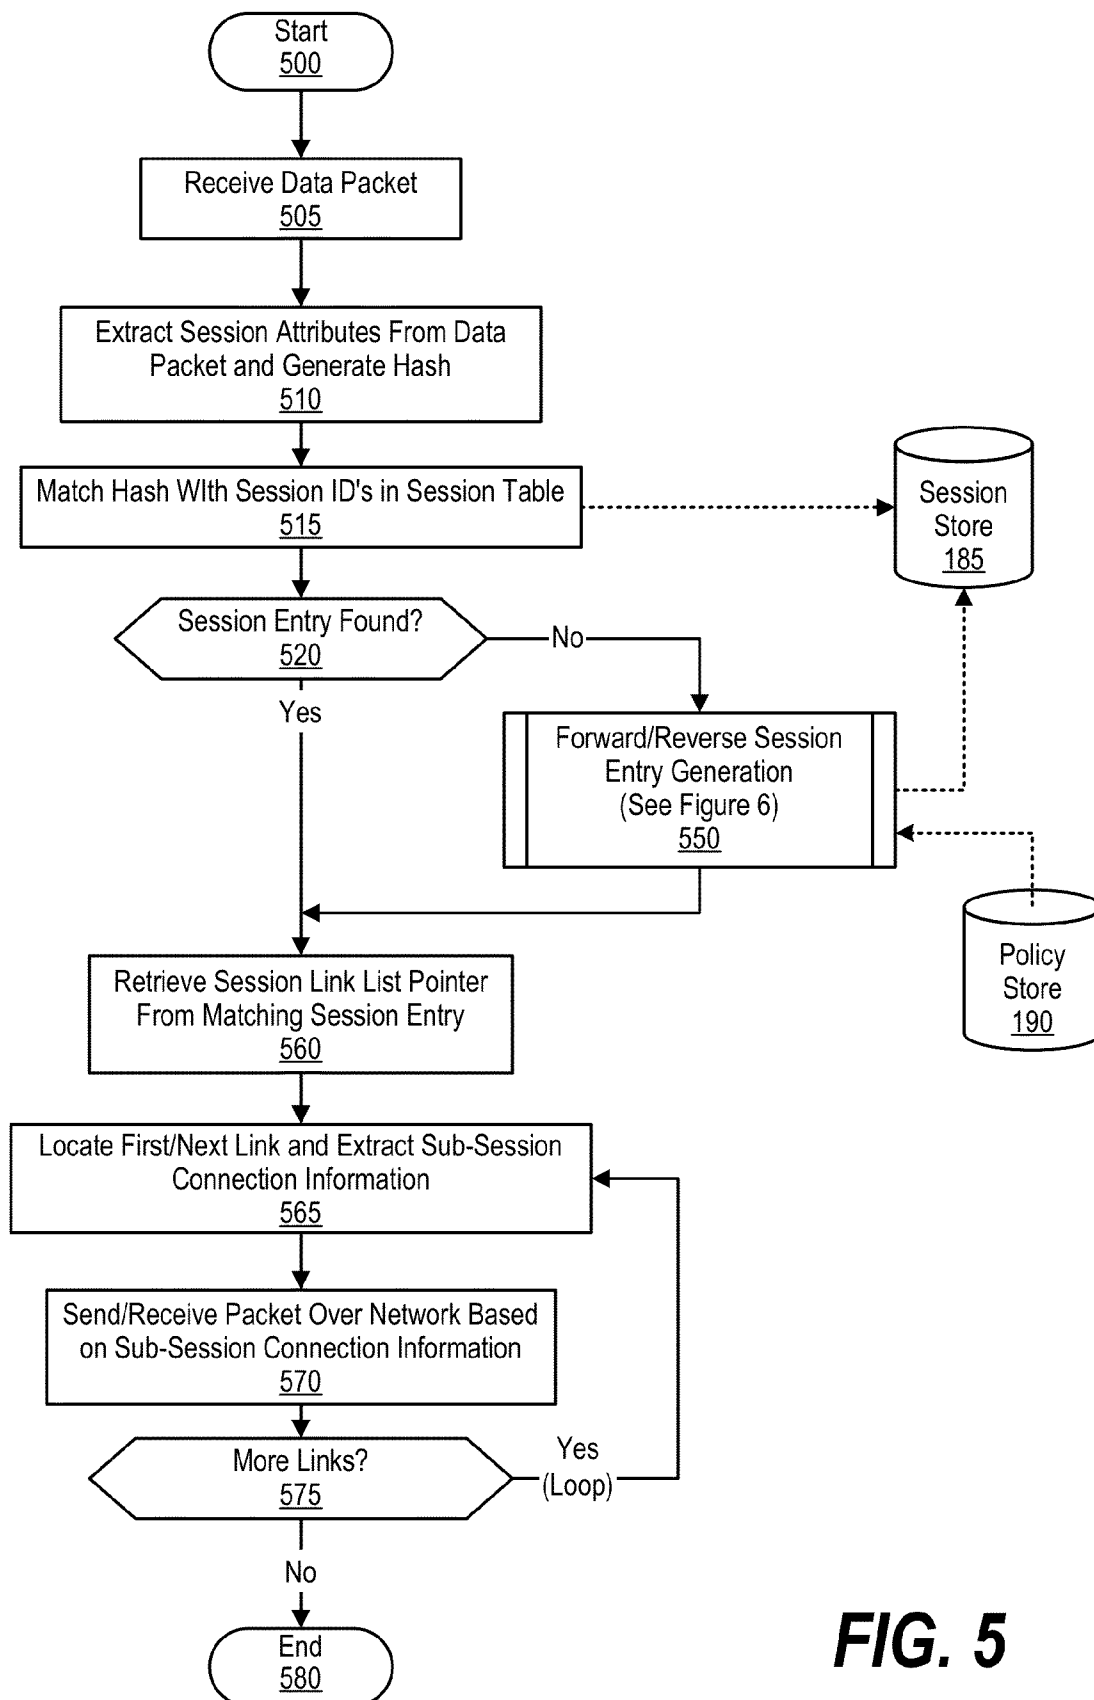 Start
500
Receive Data Packet
505
Extract Session Attributes From Data
Packet and Generate Hash
510
Match Hash WIth Session ID's in Session Table
515
Session
Store
185
Session Entry Found?
520
No
Yes
Forward/Reverse Session
Entry Generation
(See Figure 6)
550
Policy
Store
190
Retrieve Session Link List Pointer
From Matching Session Entry
560
Locate First/Next Link and Extract Sub-Session
Connection Information
565
Send/Receive Packet Over Network Based
on Sub-Session Connection Information
570
More Links?
575
Yes
(Loop)
No
End
580
FIG. 5